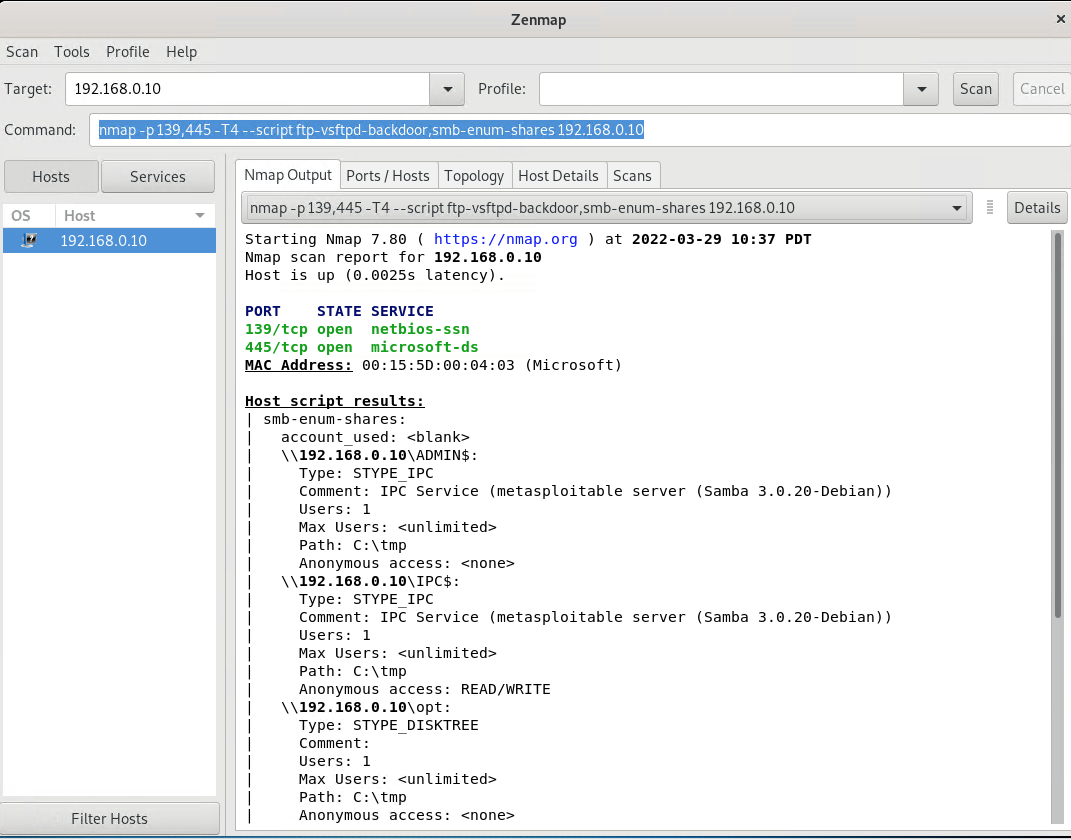 Zenmap
Scan Tools Profile Help
Target: 192.168.0.10 Profile: Scan Cancel
Command: nmap -p 139,445 -T4 --script ftp-vsftpd-backdoor,smb-enum-shares 192.168.0.10
Hosts Services
Nmap Output Ports / Hosts Topology Host Details Scans
OS Host
nmap -p 139,445 -T4 --script ftp-vsftpd-backdoor,smb-enum-shares 192.168.0.10 Details
192.168.0.10
Starting Nmap 7.80 ( https://nmap.org ) at 2022-03-29 10:37 PDT
Nmap scan report for 192.168.0.10
Host is up (0.0025s latency).
PORT    STATE SERVICE
139/tcp open  netbios-ssn
445/tcp open  microsoft-ds
MAC Address: 00:15:5D:00:04:03 (Microsoft)
Host script results:
| smb-enum-shares:
|   account_used: <blank>
|   \\192.168.0.10\ADMIN$:
|     Type: STYPE_IPC
|     Comment: IPC Service (metasploitable server (Samba 3.0.20-Debian))
|     Users: 1
|     Max Users: <unlimited>
|     Path: C:\tmp
|     Anonymous access: <none>
|   \\192.168.0.10\IPC$:
|     Type: STYPE_IPC
|     Comment: IPC Service (metasploitable server (Samba 3.0.20-Debian))
|     Users: 1
|     Max Users: <unlimited>
|     Path: C:\tmp
|     Anonymous access: READ/WRITE
|   \\192.168.0.10\opt:
|     Type: STYPE_DISKTREE
|     Comment:
|     Users: 1
|     Max Users: <unlimited>
|     Path: C:\tmp
|     Anonymous access: <none>
Filter Hosts